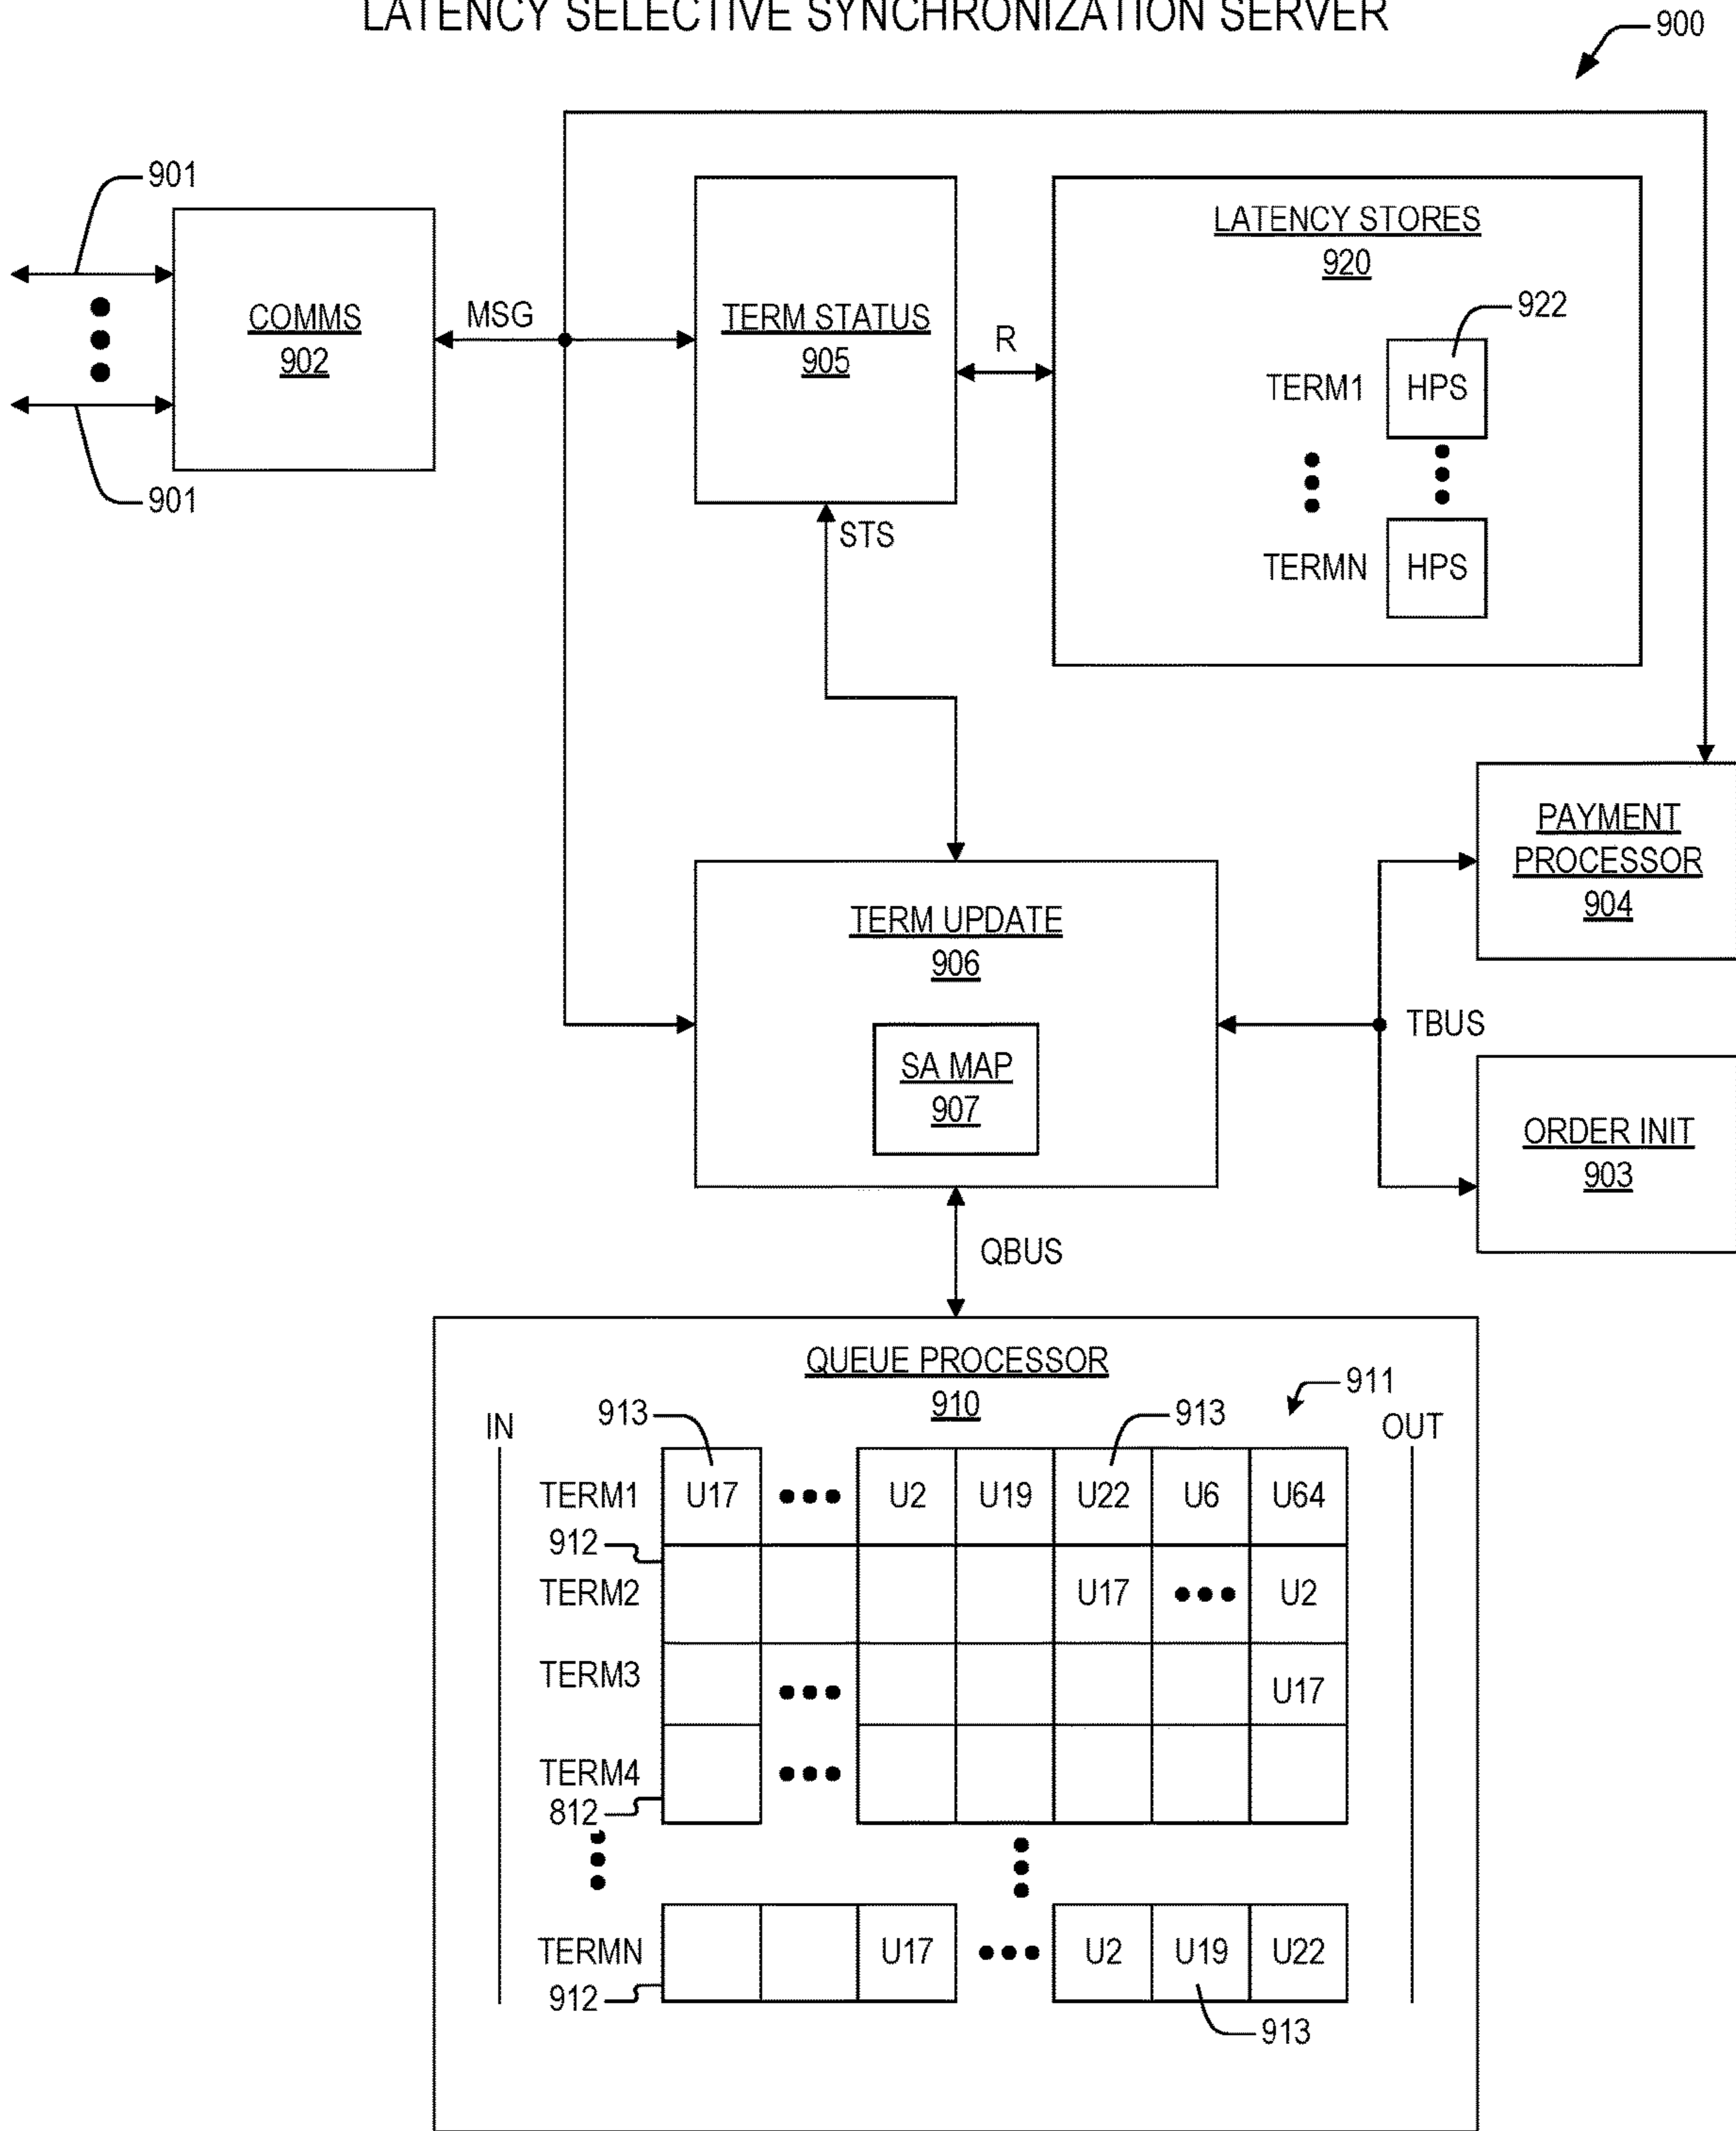 LATENCY SELECTIVE SYNCHRONIZATION SERVER
900
901
901
COMMS
902
MSG
TERM STATUS
905
R
LATENCY STORES
920
922
TERM1 HPS
TERMN HPS
STS
PAYMENT
PROCESSOR
904
TERM UPDATE
906
SA MAP
907
TBUS
ORDER INIT
903
QBUS
QUEUE PROCESSOR
910
911
913
913
IN
OUT
TERM1 U17 U2 U19 U22 U6 U64
912
TERM2 U17 U2
TERM3 U17
TERM4
812
TERMN U17 U2 U19 U22
912
913